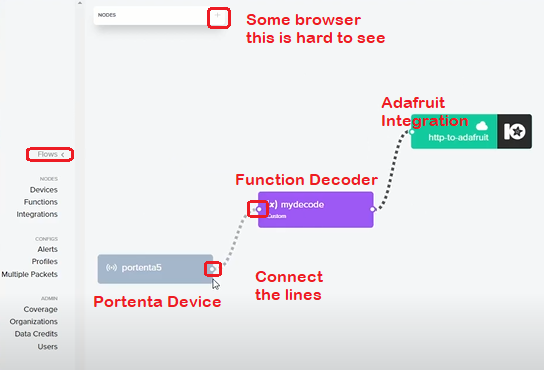 NODES
Some browser
this is hard to see
Adafruit
Integration
http-to-adafruit
Flows
Function Decoder
NODES
Devices
Functions
Integrations
(x) mydecode
Custom
CONFIGS
Alerts
Profiles
Multiple Packets
portenta5
Connect
the lines
Portenta Device
ADMIN
Coverage
Organizations
Data Credits
Users